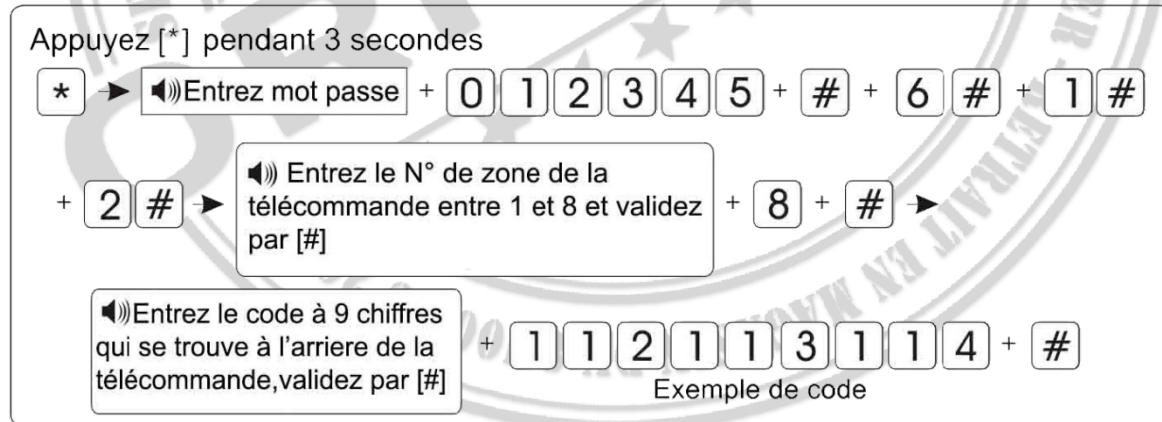 Appuyez [*] pendant 3 secondes
* Entrez mot passe + 0 1 2 3 4 5 + # + 6 # + 1 #
+ 2 # Entrez le N° de zone de la
télécommande entre 1 et 8 et validez + 8 + #
par [#]
Entrez le code à 9 chiffres
qui se trouve à l'arriere de la + 1 1 2 1 1 3 1 1 4 + #
télécommande,validez par [#]
Exemple de code
RETRAIT EN